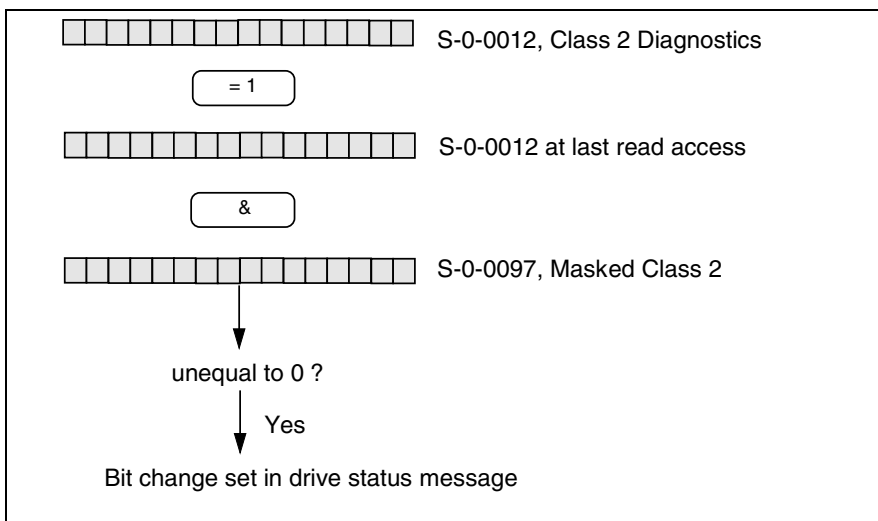 S-0-0012, Class 2 Diagnostics
= 1
S-0-0012 at last read access
&
S-0-0097, Masked Class 2
unequal to 0 ?
Yes
Bit change set in drive status message